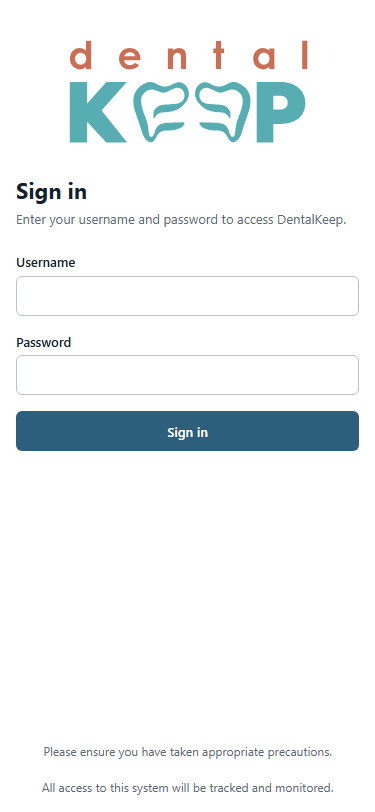 dental
KEEP
Sign in
Enter your username and password to access DentalKeep.
Username
Password
Sign in
Please ensure you have taken appropriate precautions.
All access to this system will be tracked and monitored.